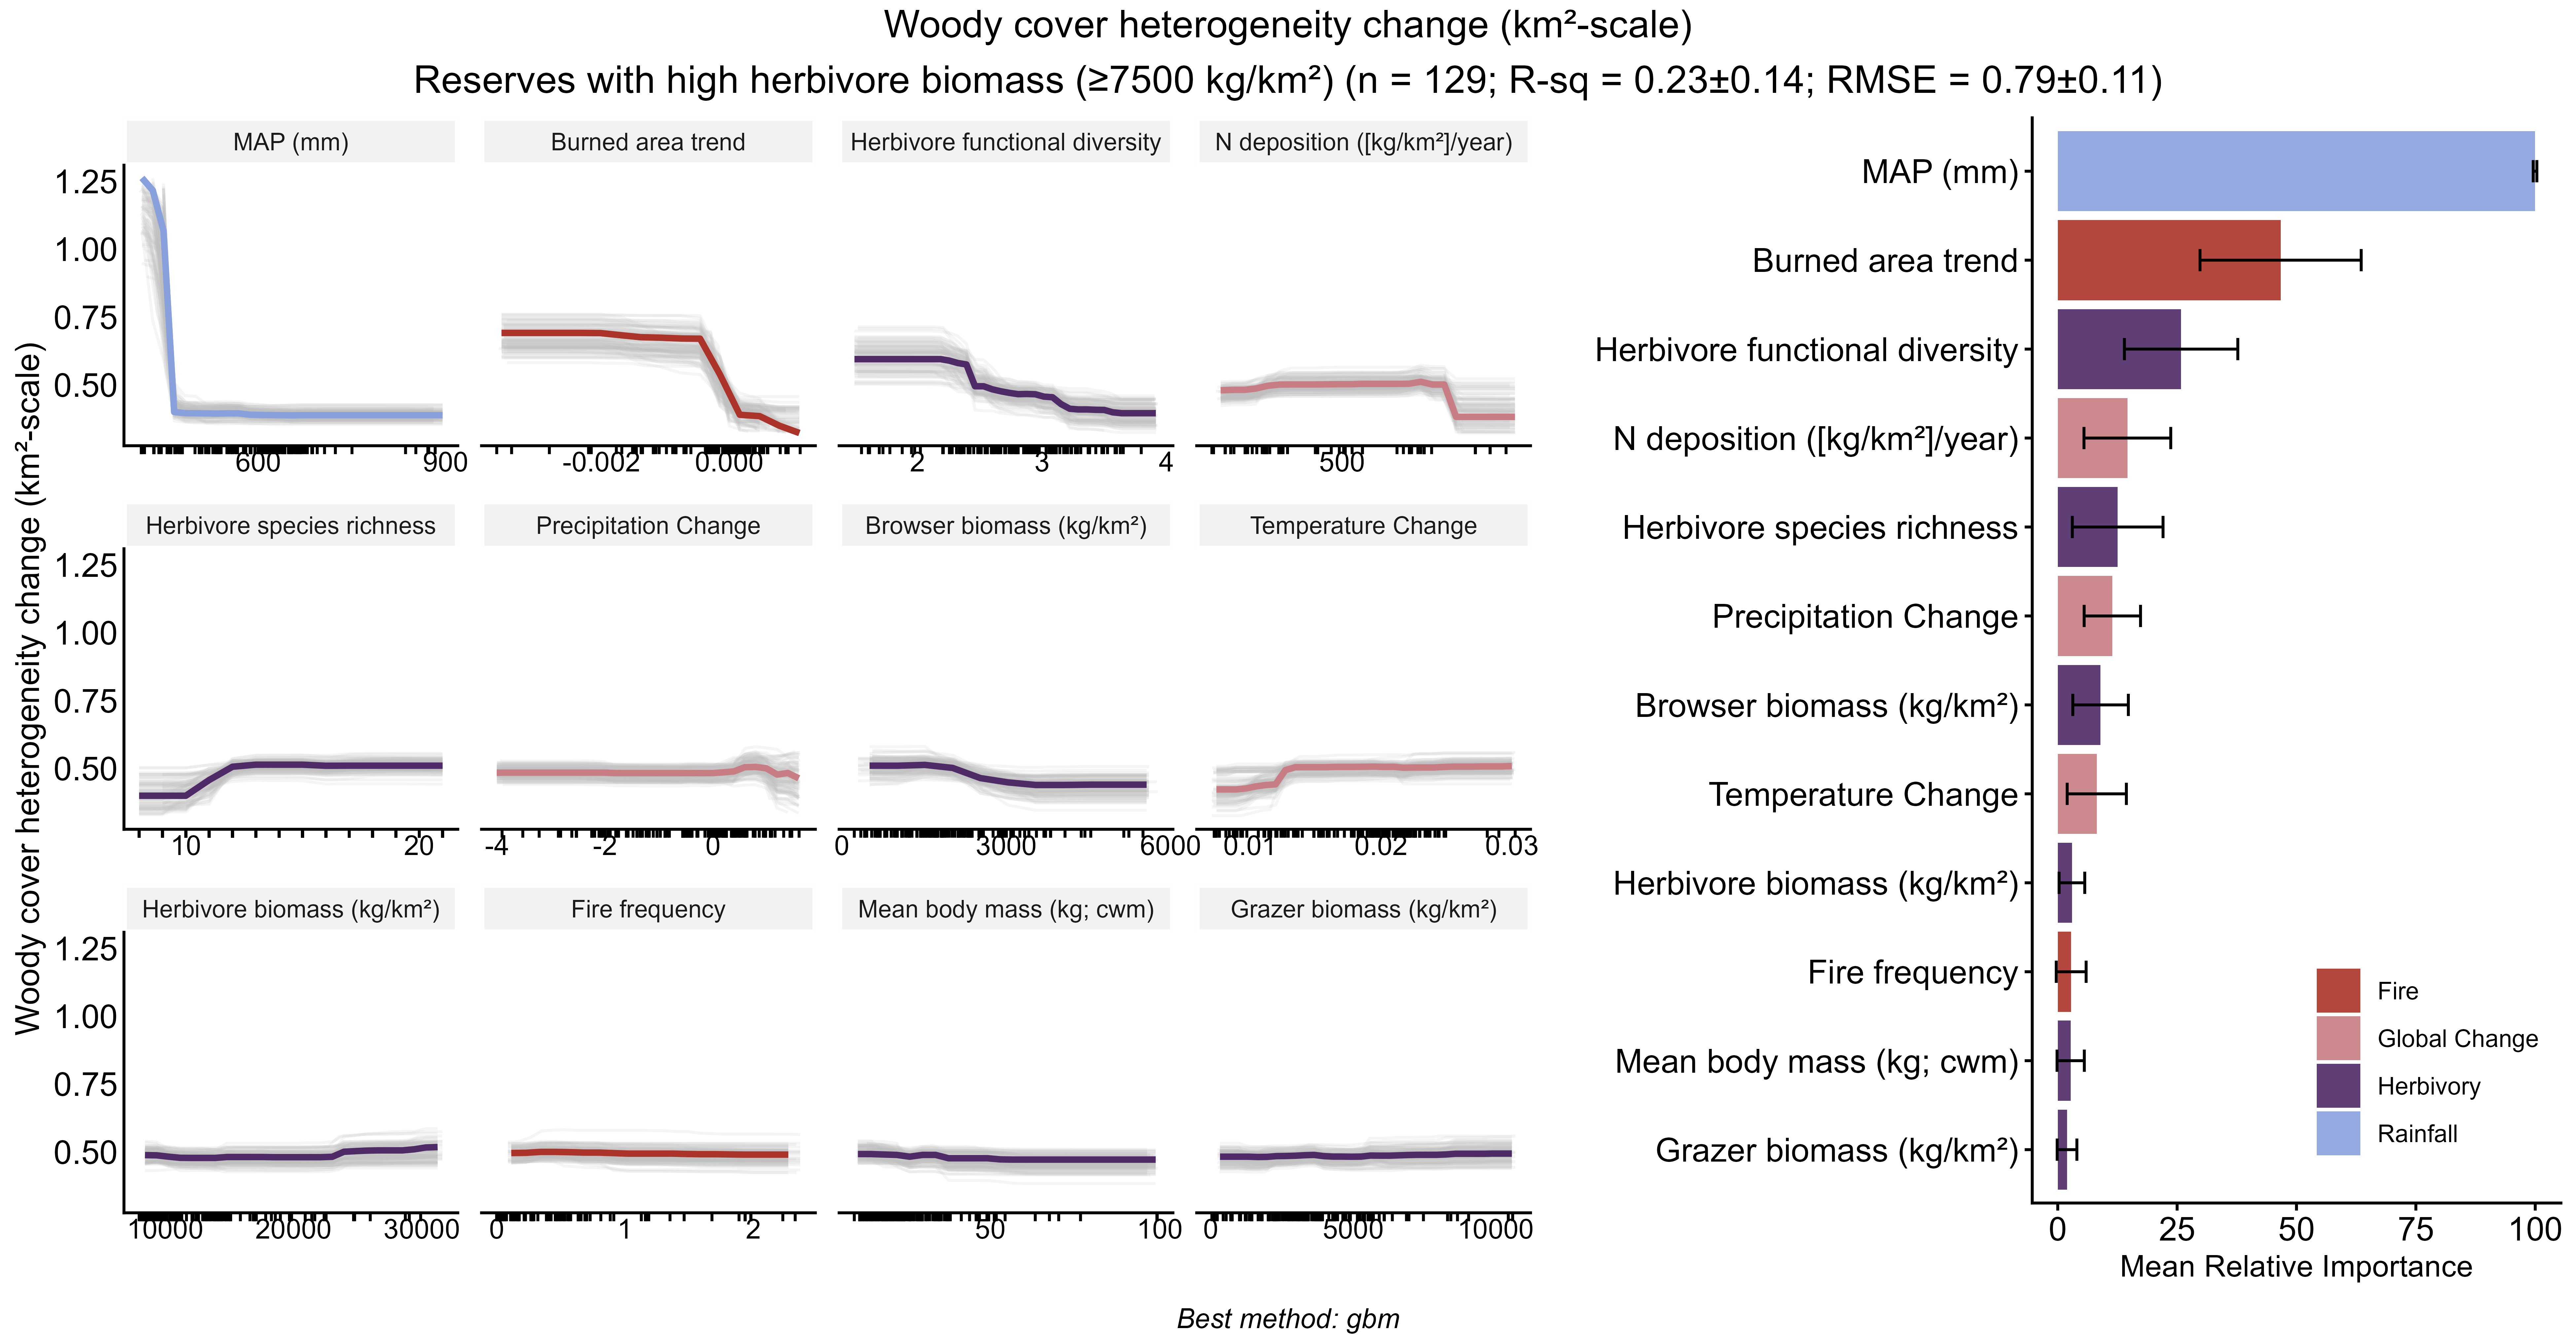 Woody cover heterogeneity change (km²-scale)
Reserves with high herbivore biomass (≥7500 kg/km²) (n = 129; R-sq = 0.23±0.14; RMSE = 0.79±0.11)
Woody cover heterogeneity change (km²-scale)
MAP (mm)
Burned area trend
Herbivore functional diversity
N deposition ([kg/km²]/year)
1.25
1.00
0.75
0.50
600 900
-0.002 0.000
2 3 4
500
Herbivore species richness
Precipitation Change
Browser biomass (kg/km²)
Temperature Change
1.25
1.00
0.75
0.50
10 20
-4 -2 0
0 3000 6000
0.01 0.02 0.03
Herbivore biomass (kg/km²)
Fire frequency
Mean body mass (kg; cwm)
Grazer biomass (kg/km²)
1.25
1.00
0.75
0.50
10000 20000 30000
0 1 2
50 100
0 5000 10000
MAP (mm)
Burned area trend
Herbivore functional diversity
N deposition ([kg/km²]/year)
Herbivore species richness
Precipitation Change
Browser biomass (kg/km²)
Temperature Change
Herbivore biomass (kg/km²)
Fire frequency
Mean body mass (kg; cwm)
Grazer biomass (kg/km²)
Fire
Global Change
Herbivory
Rainfall
0 25 50 75 100
Mean Relative Importance
Best method: gbm